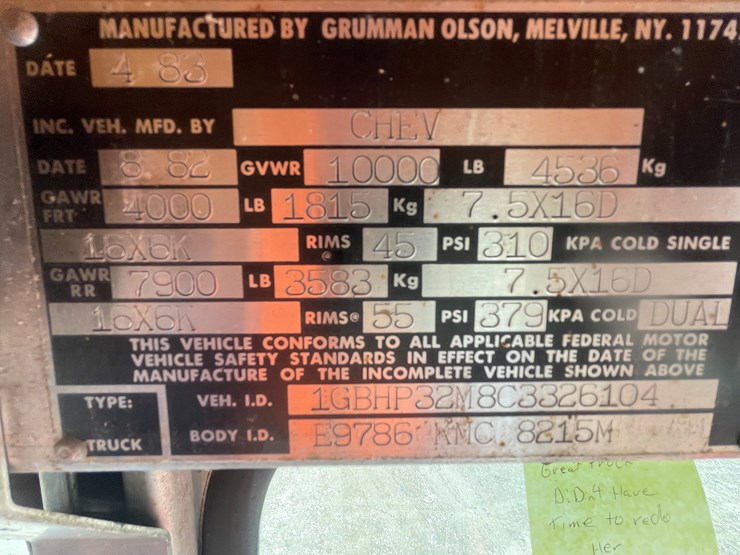 MANUFACTURED BY GRUMMAN OLSON, MELVILLE, NY. 1174
DATE 4 83
INC. VEH. MFD. BY CHEV
DATE 8 82 GVWR 10000 LB 4536 Kg
GAWR FRT 4000 LB 1815 Kg 7.5X16D
16X6K RIMS @ 45 PSI 310 KPA COLD SINGLE
GAWR RR 7900 LB 3583 Kg 7.5X16D
16X6K RIMS@ 55 PSI 379 KPA COLD DUAL
THIS VEHICLE CONFORMS TO ALL APPLICABLE FEDERAL MOTOR
VEHICLE SAFETY STANDARDS IN EFFECT ON THE DATE OF THE
MANUFACTURE OF THE INCOMPLETE VEHICLE SHOWN ABOVE
TYPE: VEH. I.D. 1GBHP32M8C3326104
TRUCK BODY I.D. E9786 KMC 8215M
Great Truck
DiDn4 Have
Time to redo
Her